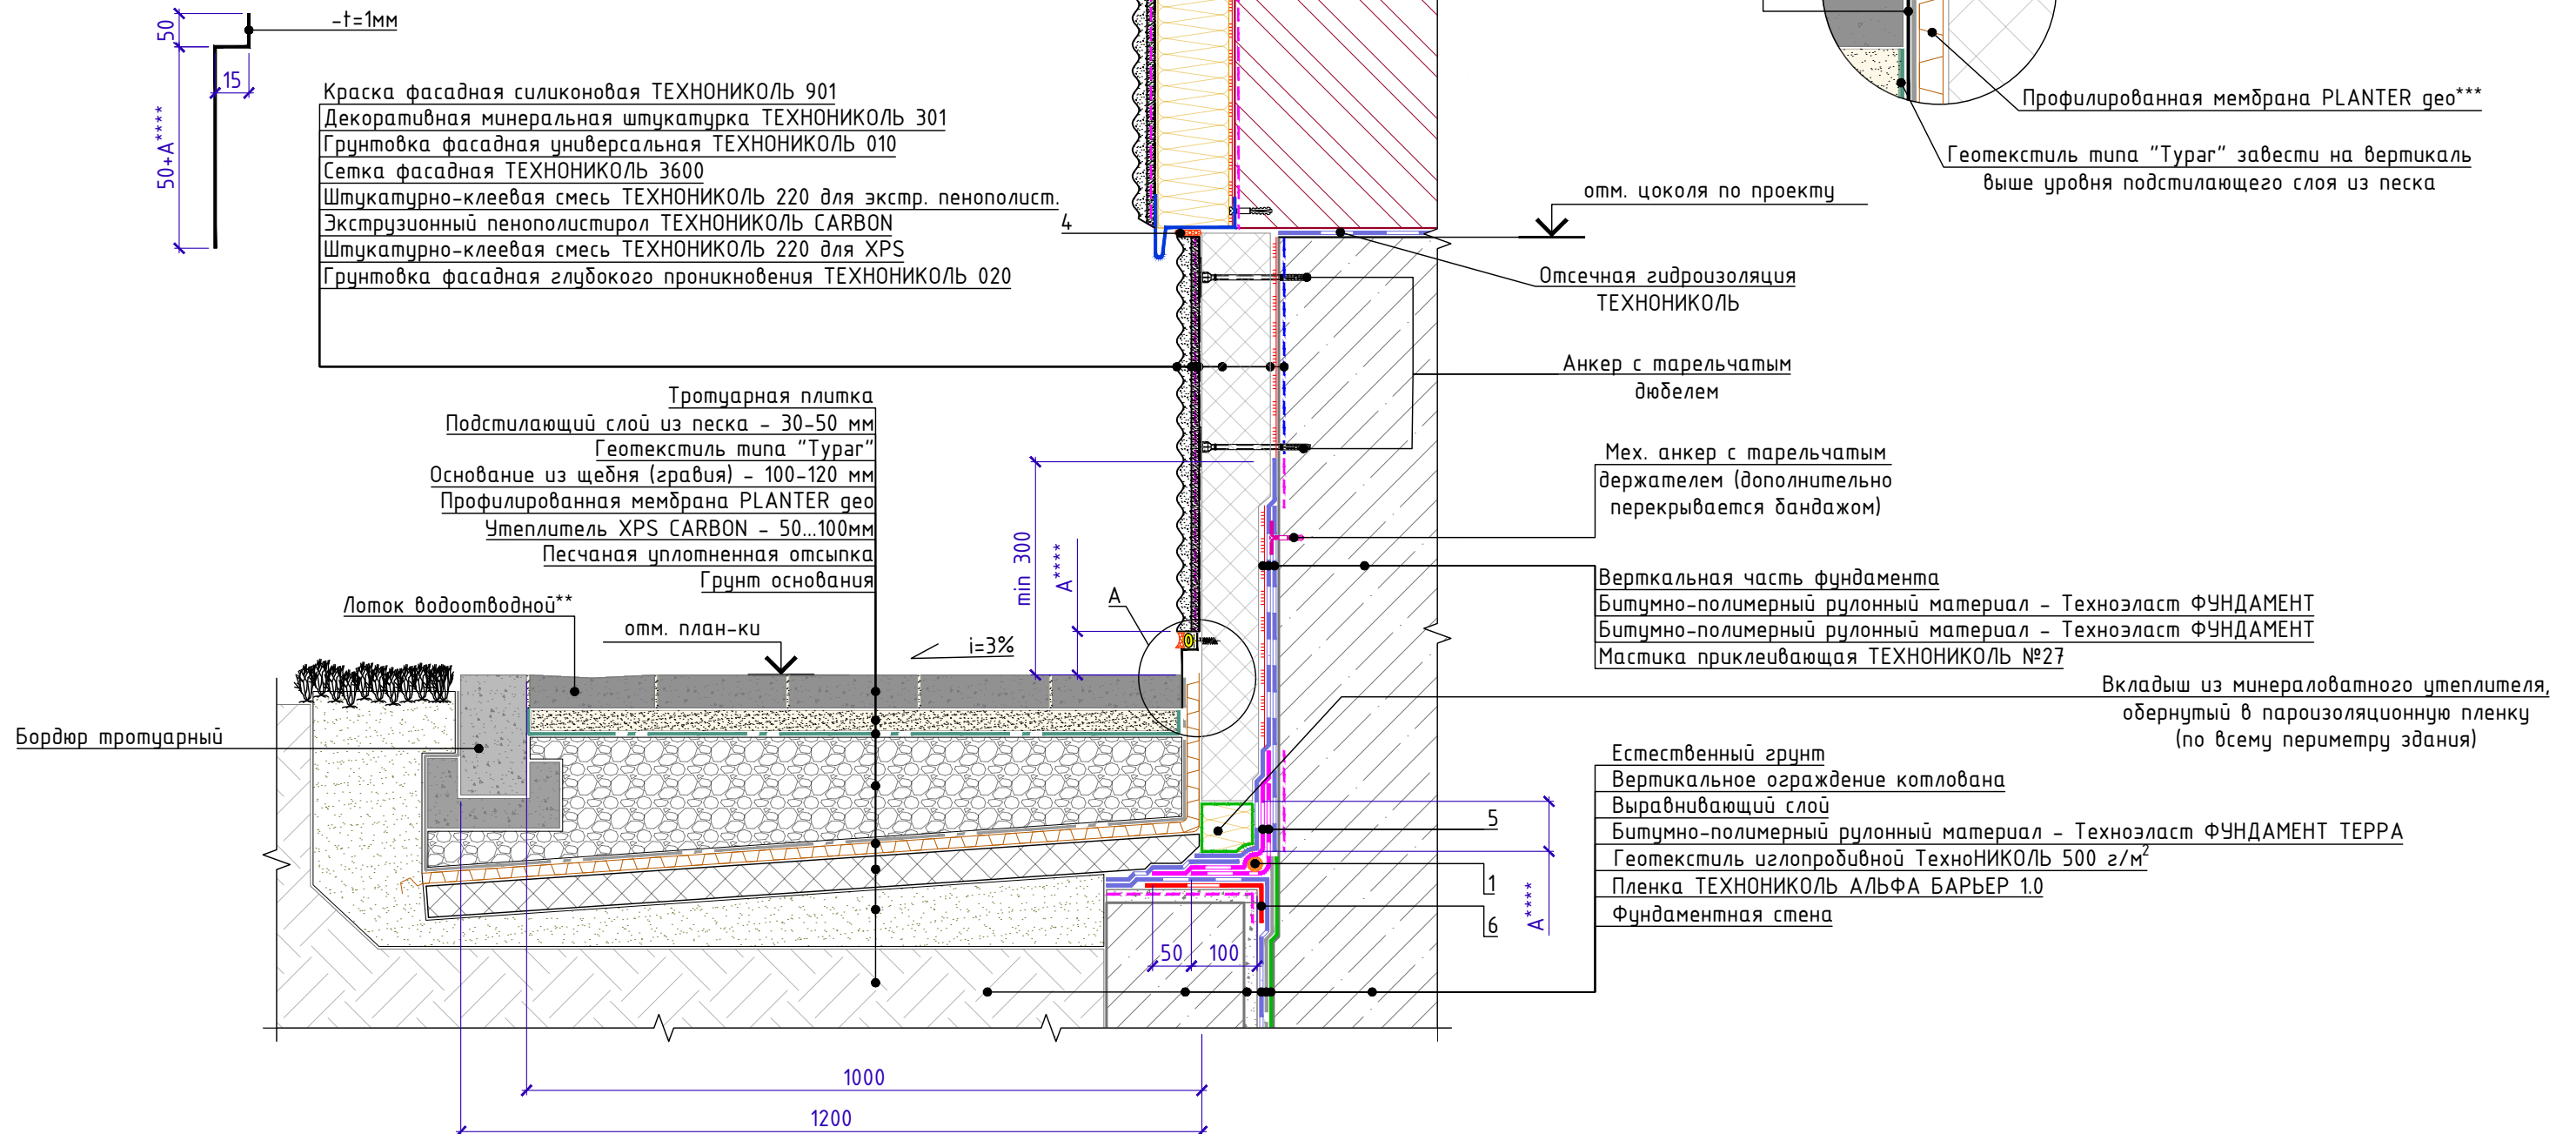 50
-t=1мм
15
50+А****
Краска фасадная силиконовая ТЕХНОНИКОЛЬ 901
Декоративная минеральная штукатурка ТЕХНОНИКОЛЬ 301
Грунтовка фасадная универсальная ТЕХНОНИКОЛЬ 010
Сетка фасадная ТЕХНОНИКОЛЬ 3600
Штукатурно-клеевая смесь ТЕХНОНИКОЛЬ 220 для экстр. пенополист.
Экструзионный пенополистирол ТЕХНОНИКОЛЬ CARBON
Штукатурно-клеевая смесь ТЕХНОНИКОЛЬ 220 для XPS
Грунтовка фасадная глубокого проникновения ТЕХНОНИКОЛЬ 020
4
Профилированная мембрана PLANTER geo***
Геотекстиль типа "Typar" завести на вертикаль
выше уровня подстилающего слоя из песка
отм. цоколя по проекту
Отсечная гидроизоляция
ТЕХНОНИКОЛЬ
Анкер с тарельчатым
дюбелем
Тротуарная плитка
Подстилающий слой из песка - 30-50 мм
Геотекстиль типа "Typar"
Основание из щебня (гравия) - 100-120 мм
Профилированная мембрана PLANTER geo
Утеплитель XPS CARBON - 50...100мм
Песчаная уплотненная отсыпка
Грунт основания
Лоток водоотводной**
отм. план-ки
i=3%
min 300
А****
А
Мех. анкер с тарельчатым
держателем (дополнительно
перекрывается бандажом)
Верткальная часть фундамента
Битумно-полимерный рулонный материал - Техноэласт ФУНДАМЕНТ
Битумно-полимерный рулонный материал - Техноэласт ФУНДАМЕНТ
Мастика приклеивающая ТЕХНОНИКОЛЬ №27
Вкладыш из минераловатного утеплителя,
обернутый в пароизоляционную пленку
(по всему периметру здания)
Бордюр тротуарный
Естественный грунт
Вертикальное ограждение котлована
Выравнивающий слой
Битумно-полимерный рулонный материал - Техноэласт ФУНДАМЕНТ ТЕРРА
Геотекстиль иглопробивной ТехноНИКОЛЬ 500 г/м²
Пленка ТЕХНОНИКОЛЬ АЛЬФА БАРЬЕР 1.0
Фундаментная стена
5
1
6
А****
50
100
1000
1200